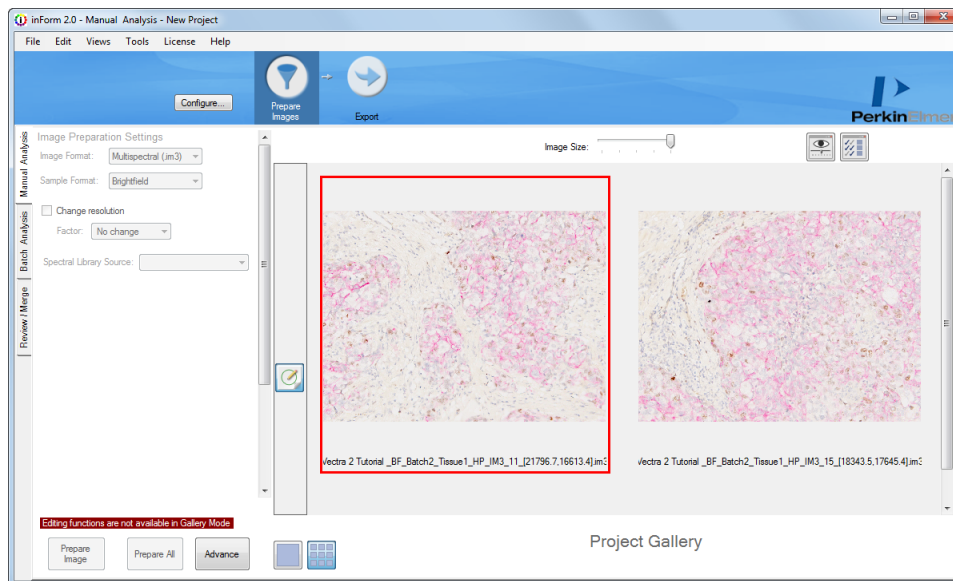 inForm 2.0 - Manual Analysis - New Project
File Edit Views Tools License Help
Configure...
Prepare
Images
Export
PerkinElmer
Manual Analysis
Batch Analysis
Review / Merge
Image Preparation Settings
Image Format: Multispectral (.im3)
Sample Format: Brightfield
Change resolution
Factor: No change
Spectral Library Source:
Image Size:
Vectra 2 Tutorial _BF_Batch2_Tissue1_HP_IM3_11_[21796.7,16613.4].im3
Vectra 2 Tutorial _BF_Batch2_Tissue1_HP_IM3_15_[18343.5,17645.4].im3
Editing functions are not available in Gallery Mode
Prepare
Image
Prepare All
Advance
Project Gallery